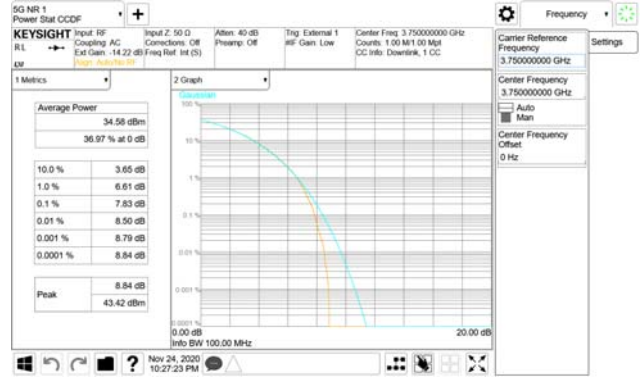 5G NR 1
Power Stat CCDF
Frequency
KEYSIGHT
RL
Input: RF
Coupling: AC
Ext Gain: -14.22 dB
Align: Auto/No RF
Input Z: 50 Ω
Corrections: Off
Freq Ref: Int (S)
Atten: 40 dB
Preamp: Off
Trig: External 1
#IF Gain: Low
Center Freq: 3.750000000 GHz
Counts: 1.00 M/1.00 Mpt
CC Info: Downlink, 1 CC
Settings
Carrier Reference
Frequency
3.750000000 GHz
Center Frequency
3.750000000 GHz
Auto
Man
Center Frequency
Offset
0 Hz
1 Metrics
Average Power
34.58 dBm
36.97 % at 0 dB
10.0 % 3.65 dB
1.0 % 6.61 dB
0.1 % 7.83 dB
0.01 % 8.50 dB
0.001 % 8.79 dB
0.0001 % 8.84 dB
Peak
8.84 dB
43.42 dBm
2 Graph
Gaussian
100 %
10 %
1 %
0.1 %
0.01 %
0.001 %
0.0001 %
0.00 dB 20.00 dB
Info BW 100.00 MHz
Nov 24, 2020
10:27:23 PM